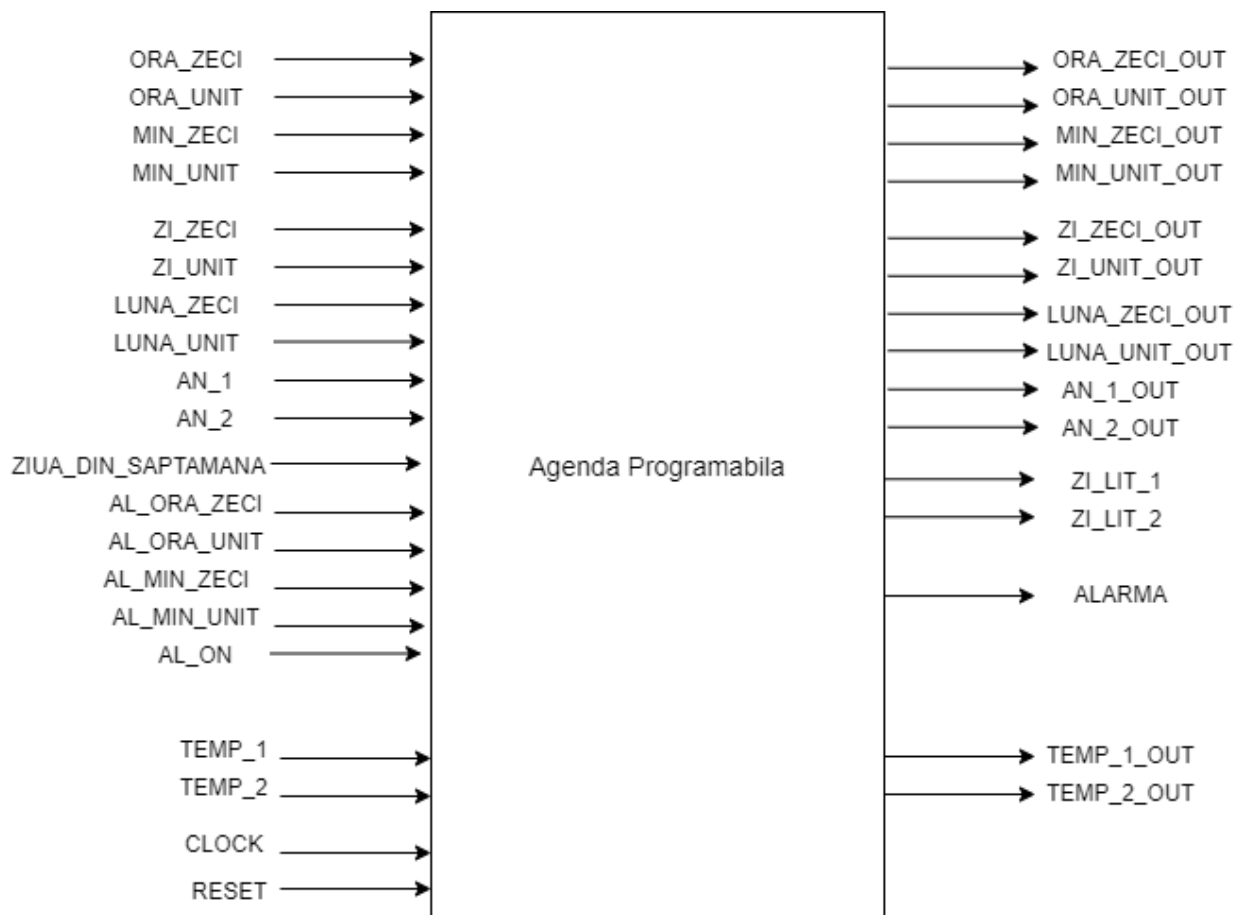 ORA_ZECI
ORA_UNIT
MIN_ZECI
MIN_UNIT
ZI_ZECI
ZI_UNIT
LUNA_ZECI
LUNA_UNIT
AN_1
AN_2
ZIUA_DIN_SAPTAMANA
AL_ORA_ZECI
AL_ORA_UNIT
AL_MIN_ZECI
AL_MIN_UNIT
AL_ON
TEMP_1
TEMP_2
CLOCK
RESET
Agenda Programabila
ORA_ZECI_OUT
ORA_UNIT_OUT
MIN_ZECI_OUT
MIN_UNIT_OUT
ZI_ZECI_OUT
ZI_UNIT_OUT
LUNA_ZECI_OUT
LUNA_UNIT_OUT
AN_1_OUT
AN_2_OUT
ZI_LIT_1
ZI_LIT_2
ALARMA
TEMP_1_OUT
TEMP_2_OUT